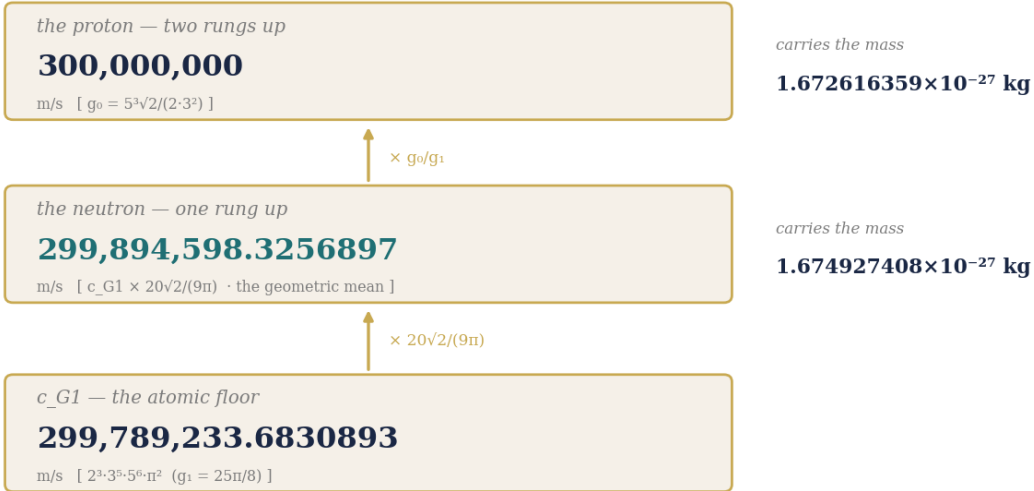 the proton — two rungs up
300,000,000
m/s [ g₀ = 5³√2/(2·3²) ]
carries the mass
1.672616359×10⁻²⁷ kg
× g₀/g₁
the neutron — one rung up
299,894,598.3256897
m/s [ c_G1 × 20√2/(9π) · the geometric mean ]
carries the mass
1.674927408×10⁻²⁷ kg
× 20√2/(9π)
c_G1 — the atomic floor
299,789,233.6830893
m/s [ 2³·3⁵·5⁶·π² (g₁ = 25π/8) ]